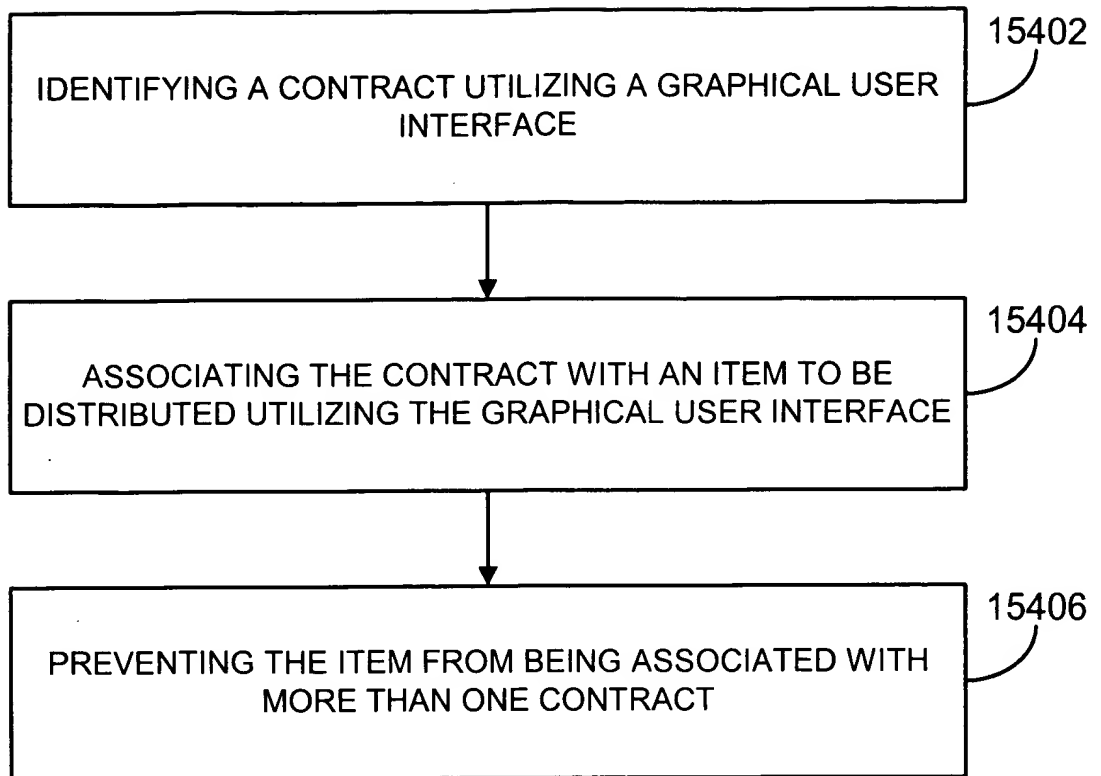 15402
IDENTIFYING A CONTRACT UTILIZING A GRAPHICAL USER
INTERFACE
15404
ASSOCIATING THE CONTRACT WITH AN ITEM TO BE
DISTRIBUTED UTILIZING THE GRAPHICAL USER INTERFACE
15406
PREVENTING THE ITEM FROM BEING ASSOCIATED WITH
MORE THAN ONE CONTRACT